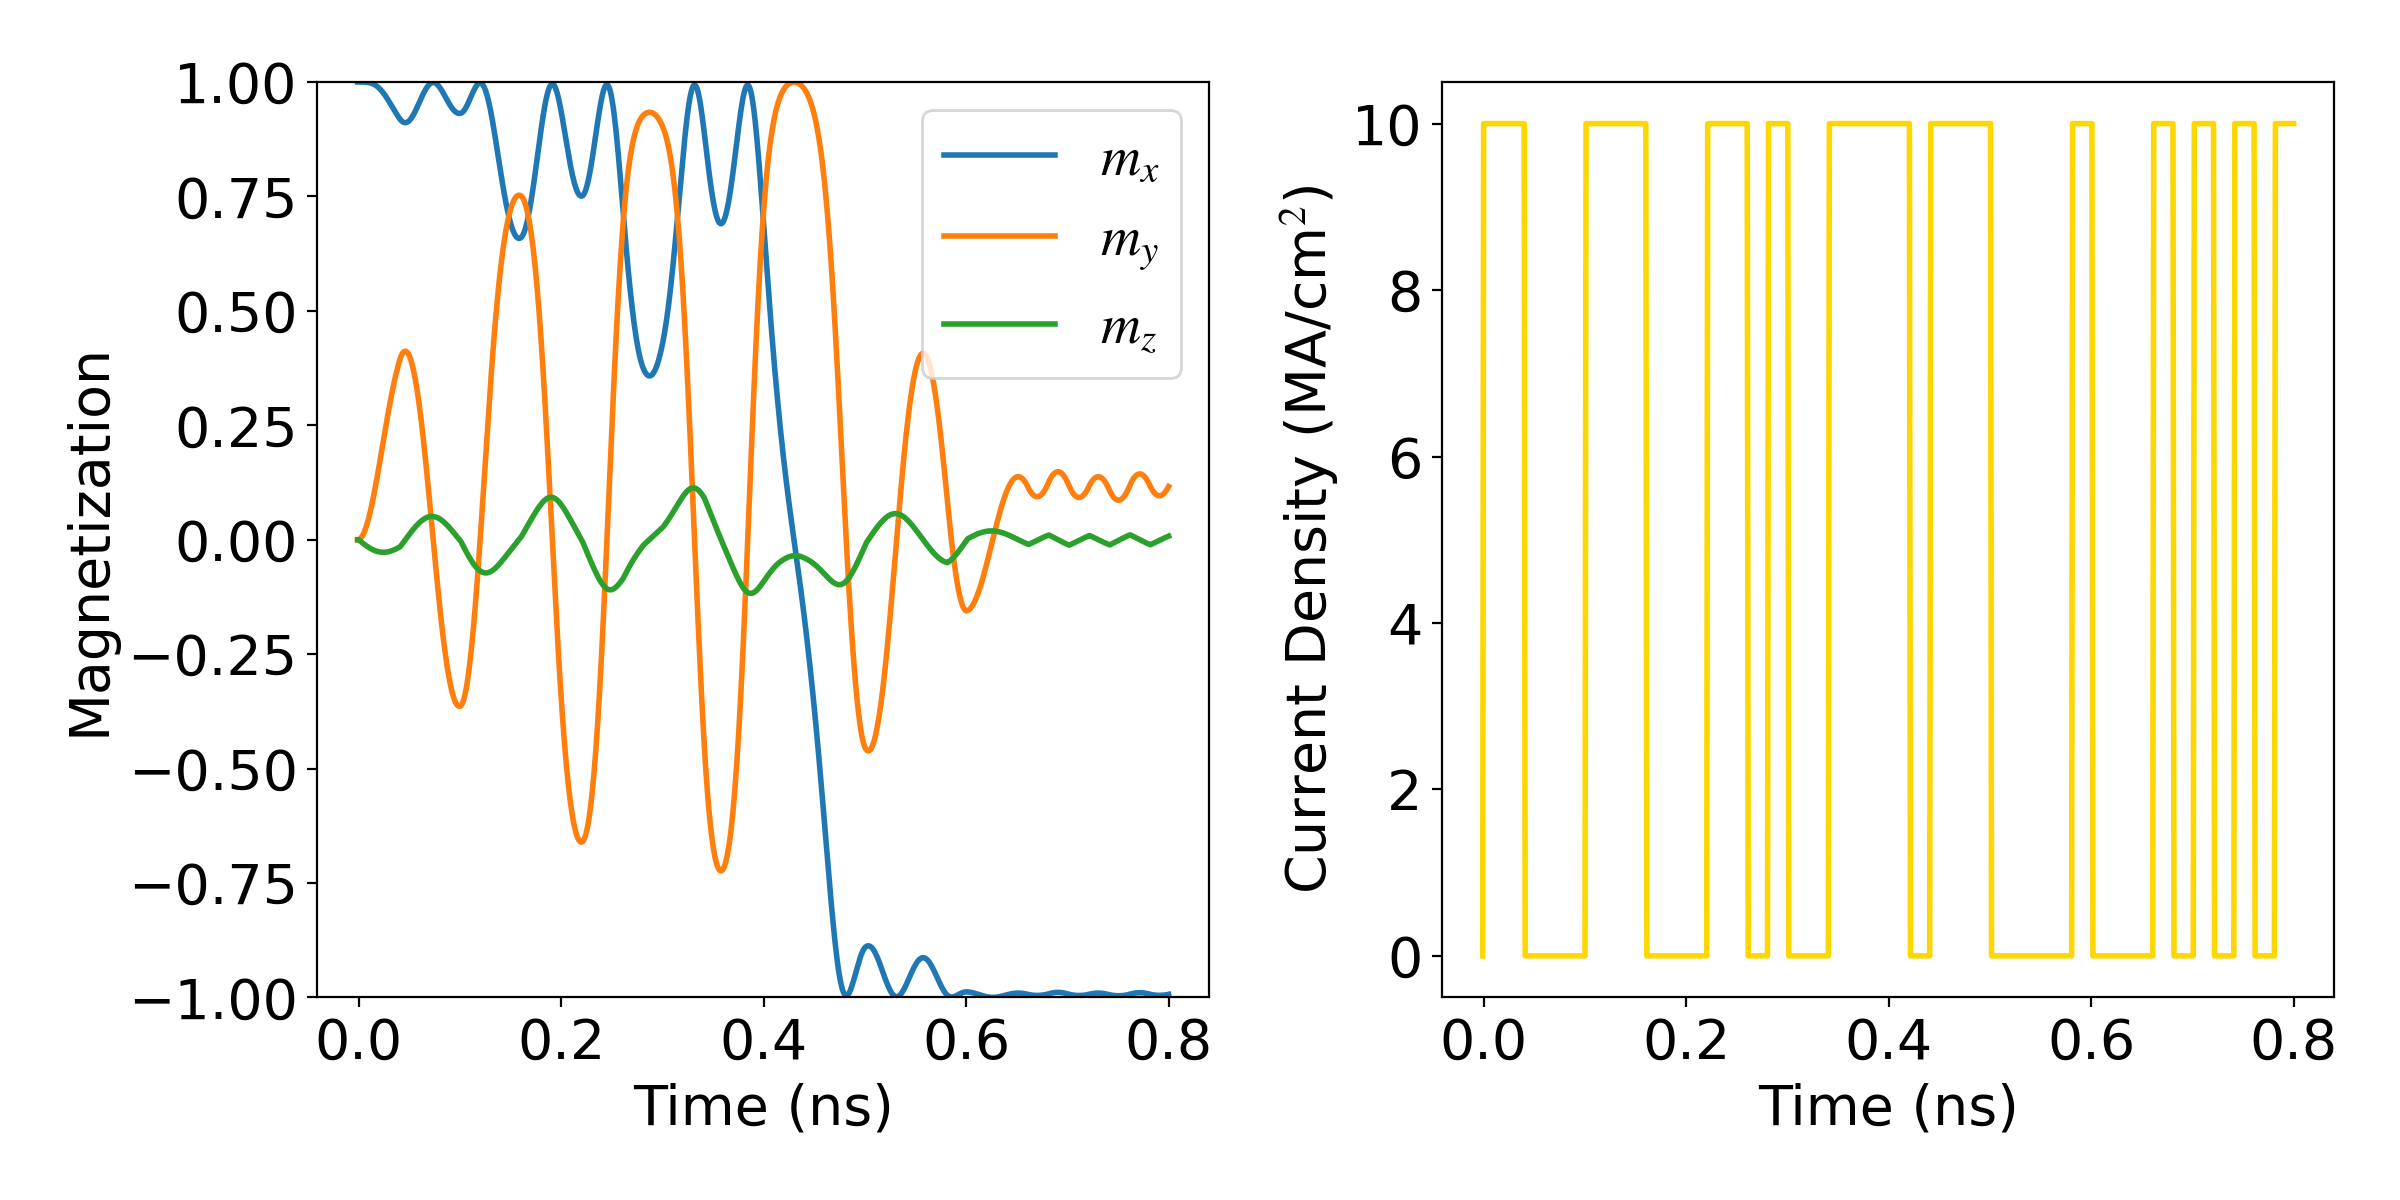 1.00
0.75
0.50
0.25
0.00
−0.25
−0.50
−0.75
−1.00
Magnetization
0.0 0.2 0.4 0.6 0.8
Time (ns)
m_x
m_y
m_z
10
8
6
4
2
0
Current Density (MA/cm²)
0.0 0.2 0.4 0.6 0.8
Time (ns)